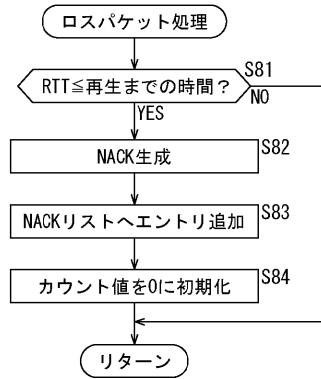 ロスパケット処理
RTT≦再生までの時間？
S81
NO
YES
NACK生成
S82
NACKリストへエントリ追加
S83
カウント値を0に初期化
S84
リターン